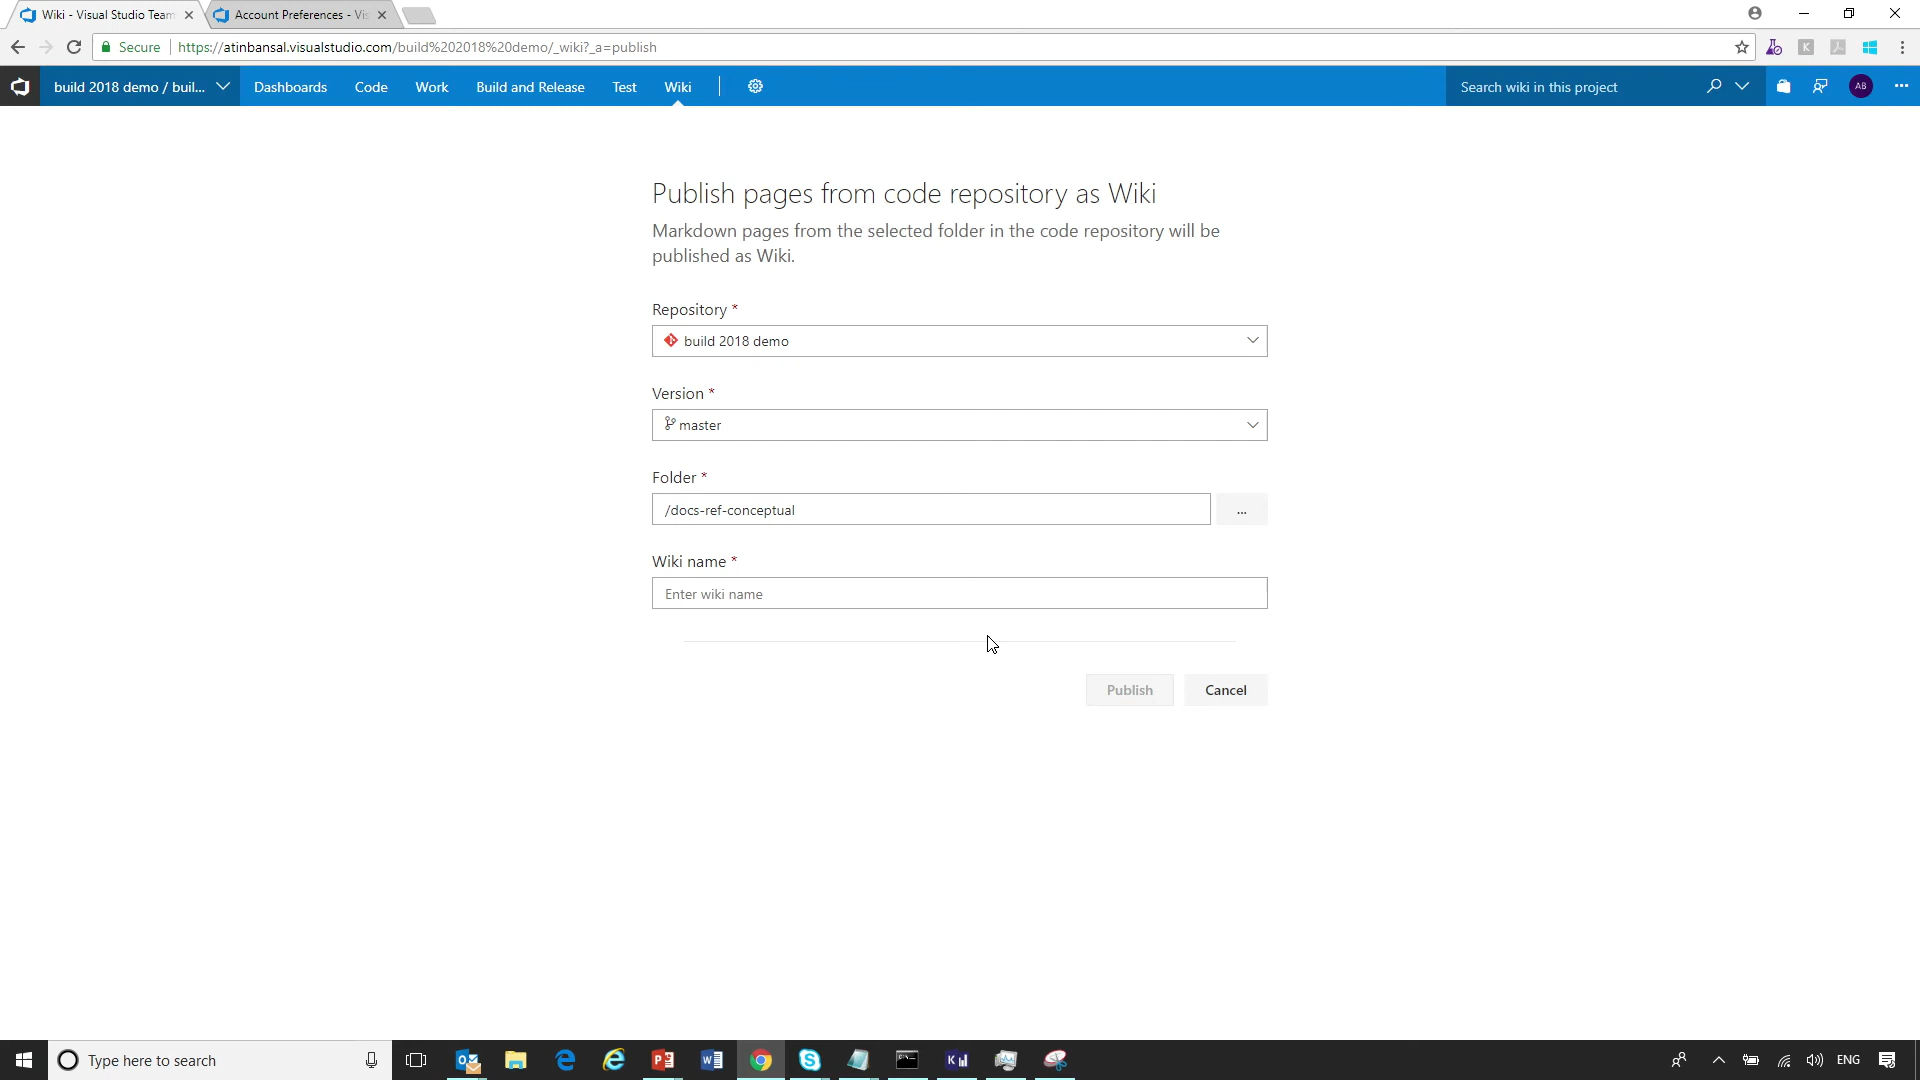 Wiki - Visual Studio Team
Account Preferences - Vis
Secure
https://atinbansal.visualstudio.com/build%202018%20demo/_wiki?_a=publish
K
build 2018 demo / buil...
Dashboards
Code
Work
Build and Release
Test
Wiki
Search wiki in this project
AB
Publish pages from code repository as Wiki
Markdown pages from the selected folder in the code repository will be
published as Wiki.
Repository *
build 2018 demo
Version *
master
Folder *
/docs-ref-conceptual
...
Wiki name *
Enter wiki name
Publish
Cancel
Type here to search
ENG